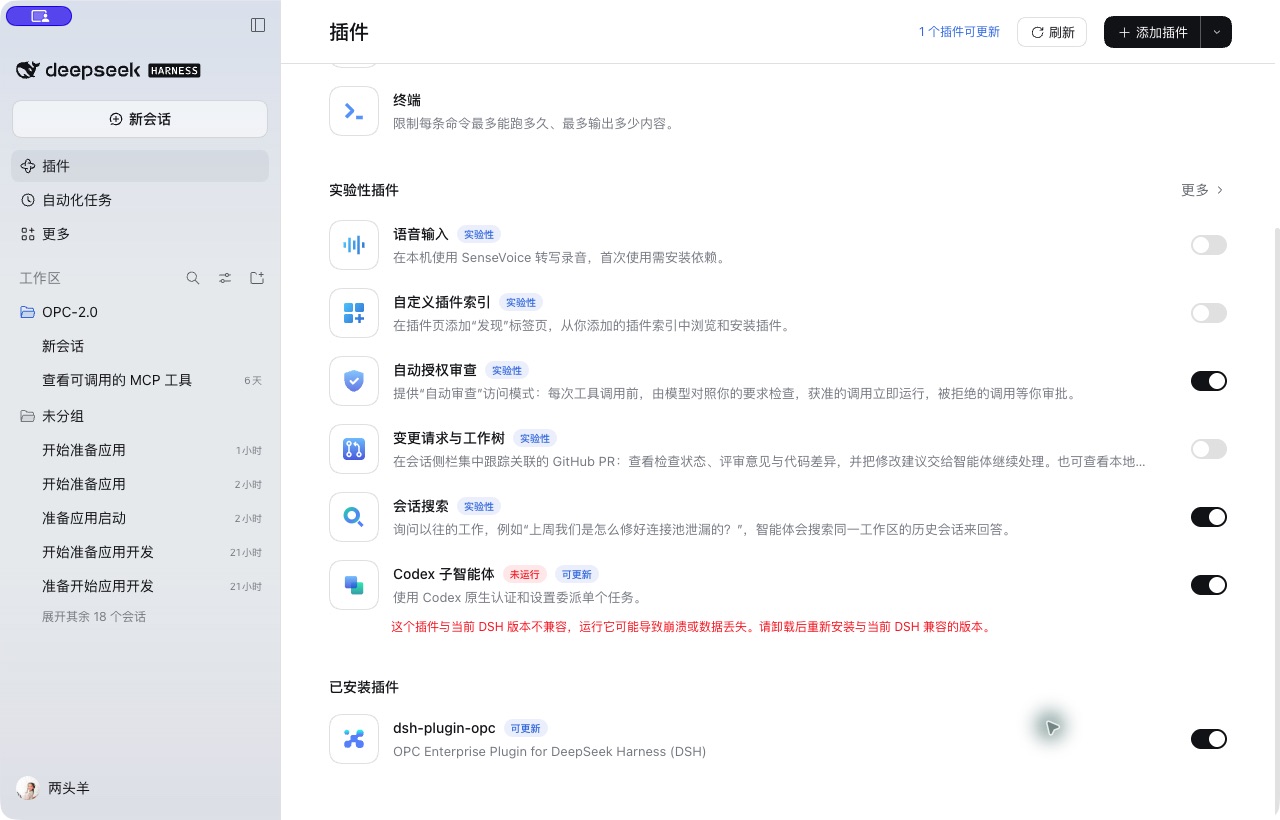 deepseek HARNESS
新会话
插件
自动化任务
更多
工作区
OPC-2.0
新会话
查看可调用的 MCP 工具 6天
未分组
开始准备应用 1小时
开始准备应用 2小时
准备应用启动 2小时
开始准备应用开发 21小时
准备开始应用开发 21小时
展开其余 18 个会话
两头羊
插件
1 个插件可更新
刷新
添加插件
终端
限制每条命令最多能跑多久、最多输出多少内容。
实验性插件 更多
语音输入 实验性
在本机使用 SenseVoice 转写录音，首次使用需安装依赖。
自定义插件索引 实验性
在插件页添加“发现”标签页，从你添加的插件索引中浏览和安装插件。
自动授权审查 实验性
提供“自动审查”访问模式：每次工具调用前，由模型对照你的要求检查，获准的调用立即运行，被拒绝的调用等你审批。
变更请求与工作树 实验性
在会话侧栏集中跟踪关联的 GitHub PR：查看检查状态、评审意见与代码差异，并把修改建议交给智能体继续处理。也可查看本地...
会话搜索 实验性
询问以往的工作，例如“上周我们是怎么修好连接池泄漏的？”，智能体会搜索同一工作区的历史会话来回答。
Codex 子智能体 未运行 可更新
使用 Codex 原生认证和设置委派单个任务。
这个插件与当前 DSH 版本不兼容，运行它可能导致崩溃或数据丢失。请卸载后重新安装与当前 DSH 兼容的版本。
已安装插件
dsh-plugin-opc 可更新
OPC Enterprise Plugin for DeepSeek Harness (DSH)